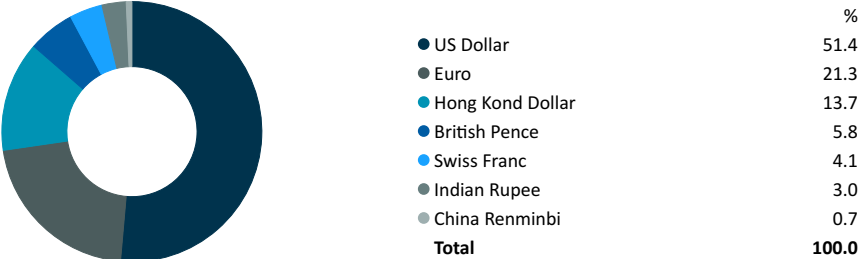 %
US Dollar 51.4
Euro 21.3
Hong Kond Dollar 13.7
British Pence 5.8
Swiss Franc 4.1
Indian Rupee 3.0
China Renminbi 0.7
Total 100.0